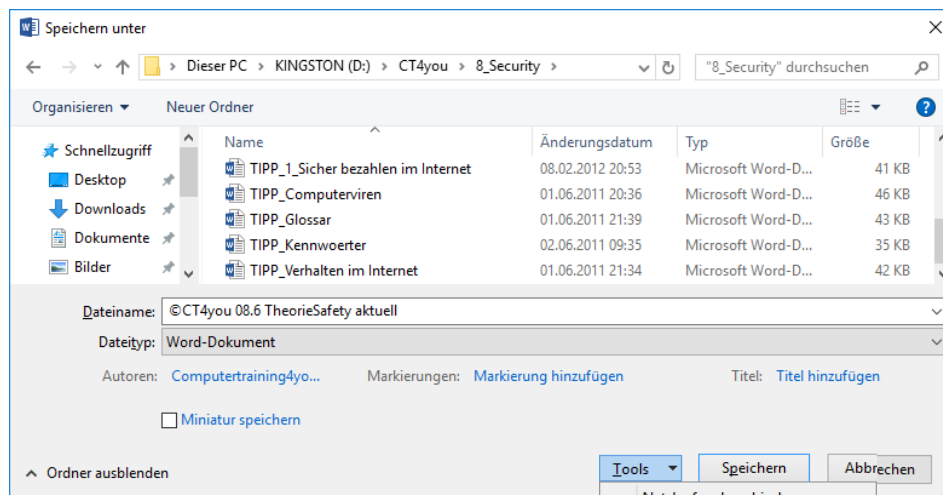 Speichern unter
Dieser PC > KINGSTON (D:) > CT4you > 8_Security >
"8_Security" durchsuchen
Organisieren Neuer Ordner
Schnellzugriff
Desktop
Downloads
Dokumente
Bilder
Name Änderungsdatum Typ Größe
TIPP_1_Sicher bezahlen im Internet 08.02.2012 20:53 Microsoft Word-D... 41 KB
TIPP_Computerviren 01.06.2011 20:36 Microsoft Word-D... 46 KB
TIPP_Glossar 01.06.2011 21:39 Microsoft Word-D... 43 KB
TIPP_Kennwoerter 02.06.2011 09:35 Microsoft Word-D... 35 KB
TIPP_Verhalten im Internet 01.06.2011 21:34 Microsoft Word-D... 42 KB
Dateiname: ©CT4you 08.6 TheorieSafety aktuell
Dateityp: Word-Dokument
Autoren: Computertraining4yo... Markierungen: Markierung hinzufügen Titel: Titel hinzufügen
Miniatur speichern
Ordner ausblenden Tools Speichern Abbrechen